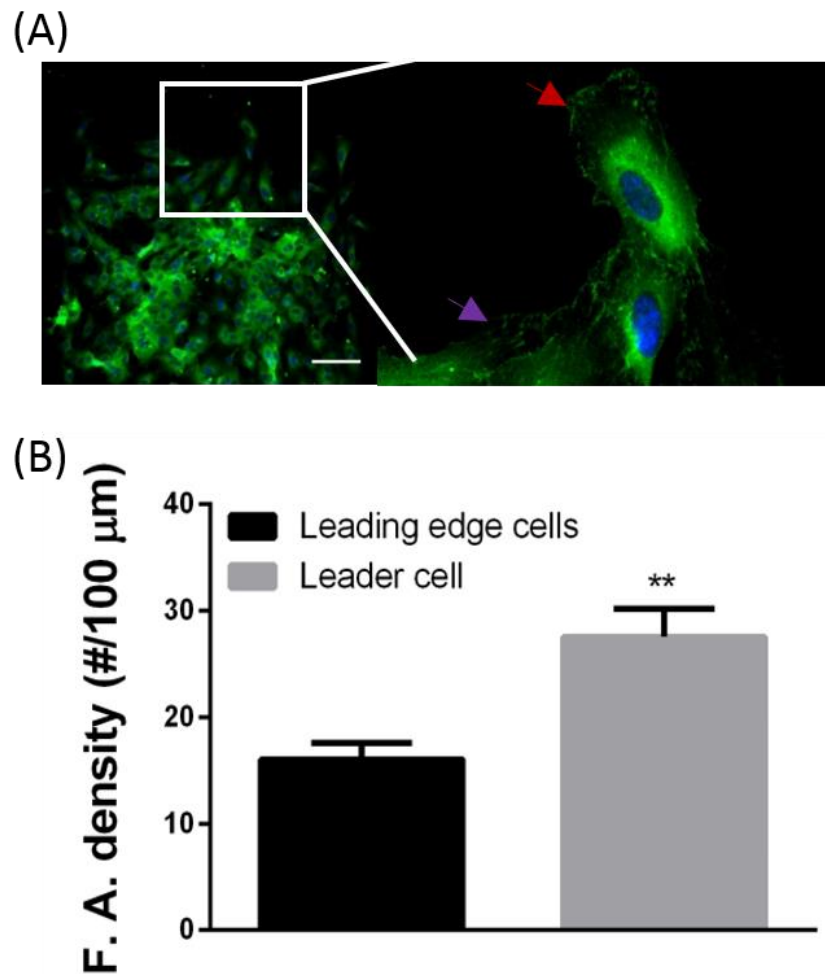 (A)
(B)
F. A. density (#/100 μm)
40
30
20
10
0
Leading edge cells
Leader cell
**